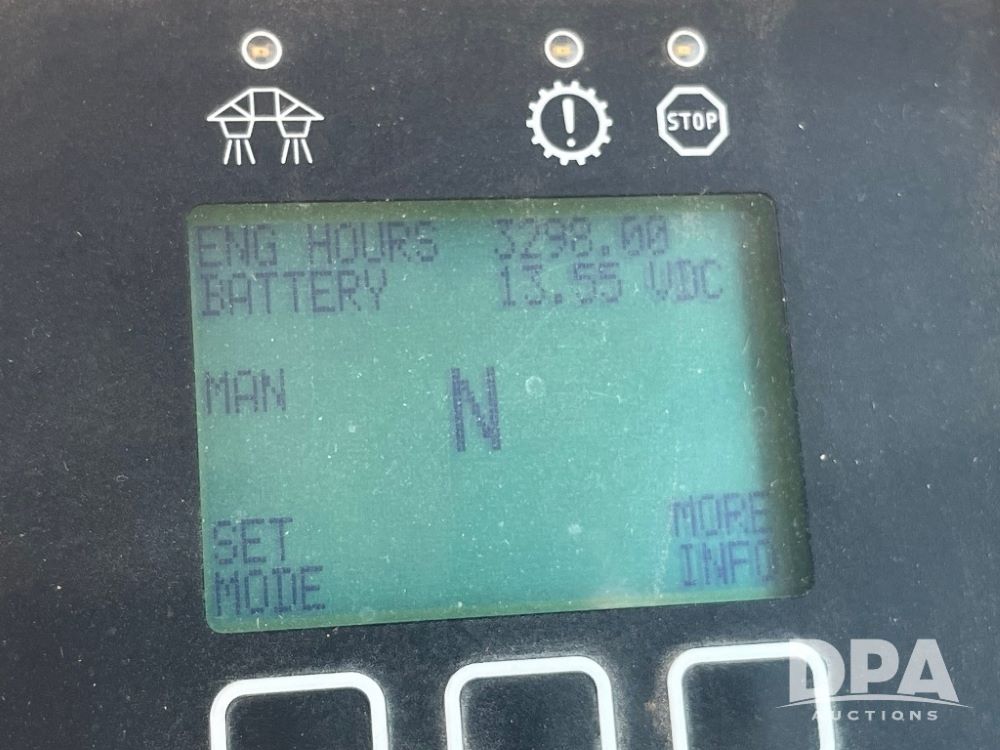 STOP
ENG HOURS 3298.00
BATTERY 13.55 VDC
MAN N
SET MORE
MODE INFO
DPA
AUCTIONS